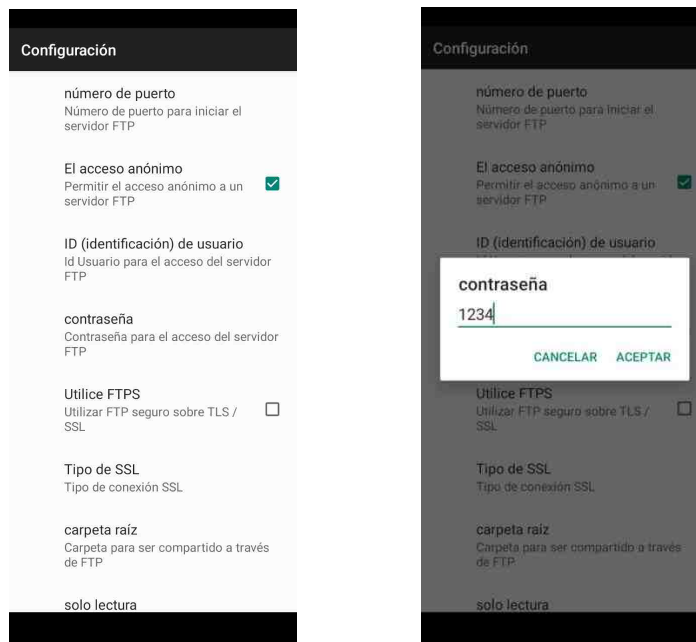 Configuración
número de puerto
Número de puerto para iniciar el
servidor FTP
El acceso anónimo
Permitir el acceso anónimo a un
servidor FTP
ID (identificación) de usuario
Id Usuario para el acceso del servidor
FTP
contraseña
Contraseña para el acceso del servidor
FTP
Utilice FTPS
Utilizar FTP seguro sobre TLS /
SSL
Tipo de SSL
Tipo de conexión SSL
carpeta raíz
Carpeta para ser compartido a través
de FTP
solo lectura
Configuración
número de puerto
Número de puerto para iniciar el
servidor FTP
El acceso anónimo
Permitir el acceso anónimo a un
servidor FTP
ID (identificación) de usuario
contraseña
1234
CANCELAR ACEPTAR
Utilice FTPS
Utilizar FTP seguro sobre TLS /
SSL
Tipo de SSL
Tipo de conexión SSL
carpeta raíz
Carpeta para ser compartido a través
de FTP
solo lectura